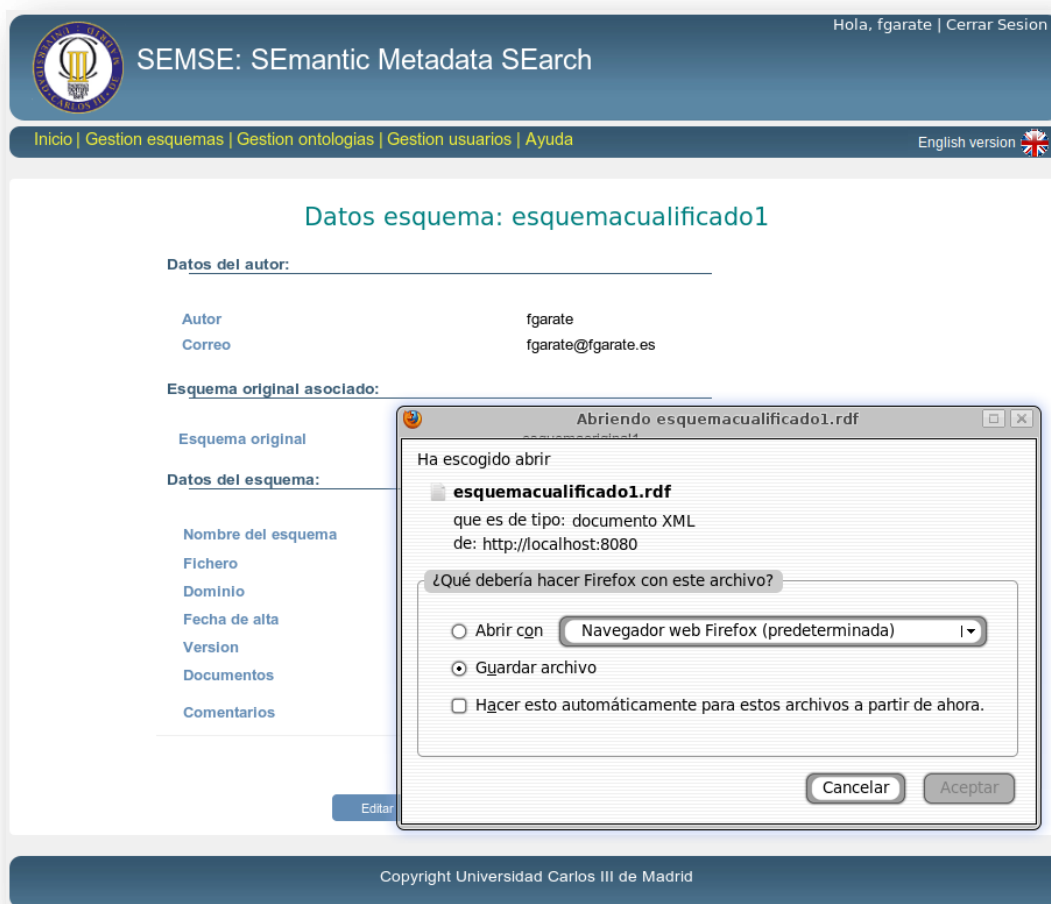 Hola, fgarate | Cerrar Sesion
SEMSE: SEmantic Metadata SEarch
Inicio | Gestion esquemas | Gestion ontologias | Gestion usuarios | Ayuda
English version
Datos esquema: esquemacualificado1
Datos del autor:
Autor fgarate
Correo fgarate@fgarate.es
Esquema original asociado:
Esquema original
Datos del esquema:
Nombre del esquema
Fichero
Dominio
Fecha de alta
Version
Documentos
Comentarios
Editar
Abriendo esquemacualificado1.rdf
Ha escogido abrir
esquemacualificado1.rdf
que es de tipo: documento XML
de: http://localhost:8080
¿Qué debería hacer Firefox con este archivo?
Abrir con Navegador web Firefox (predeterminada)
Guardar archivo
Hacer esto automáticamente para estos archivos a partir de ahora.
Cancelar Aceptar
Copyright Universidad Carlos III de Madrid